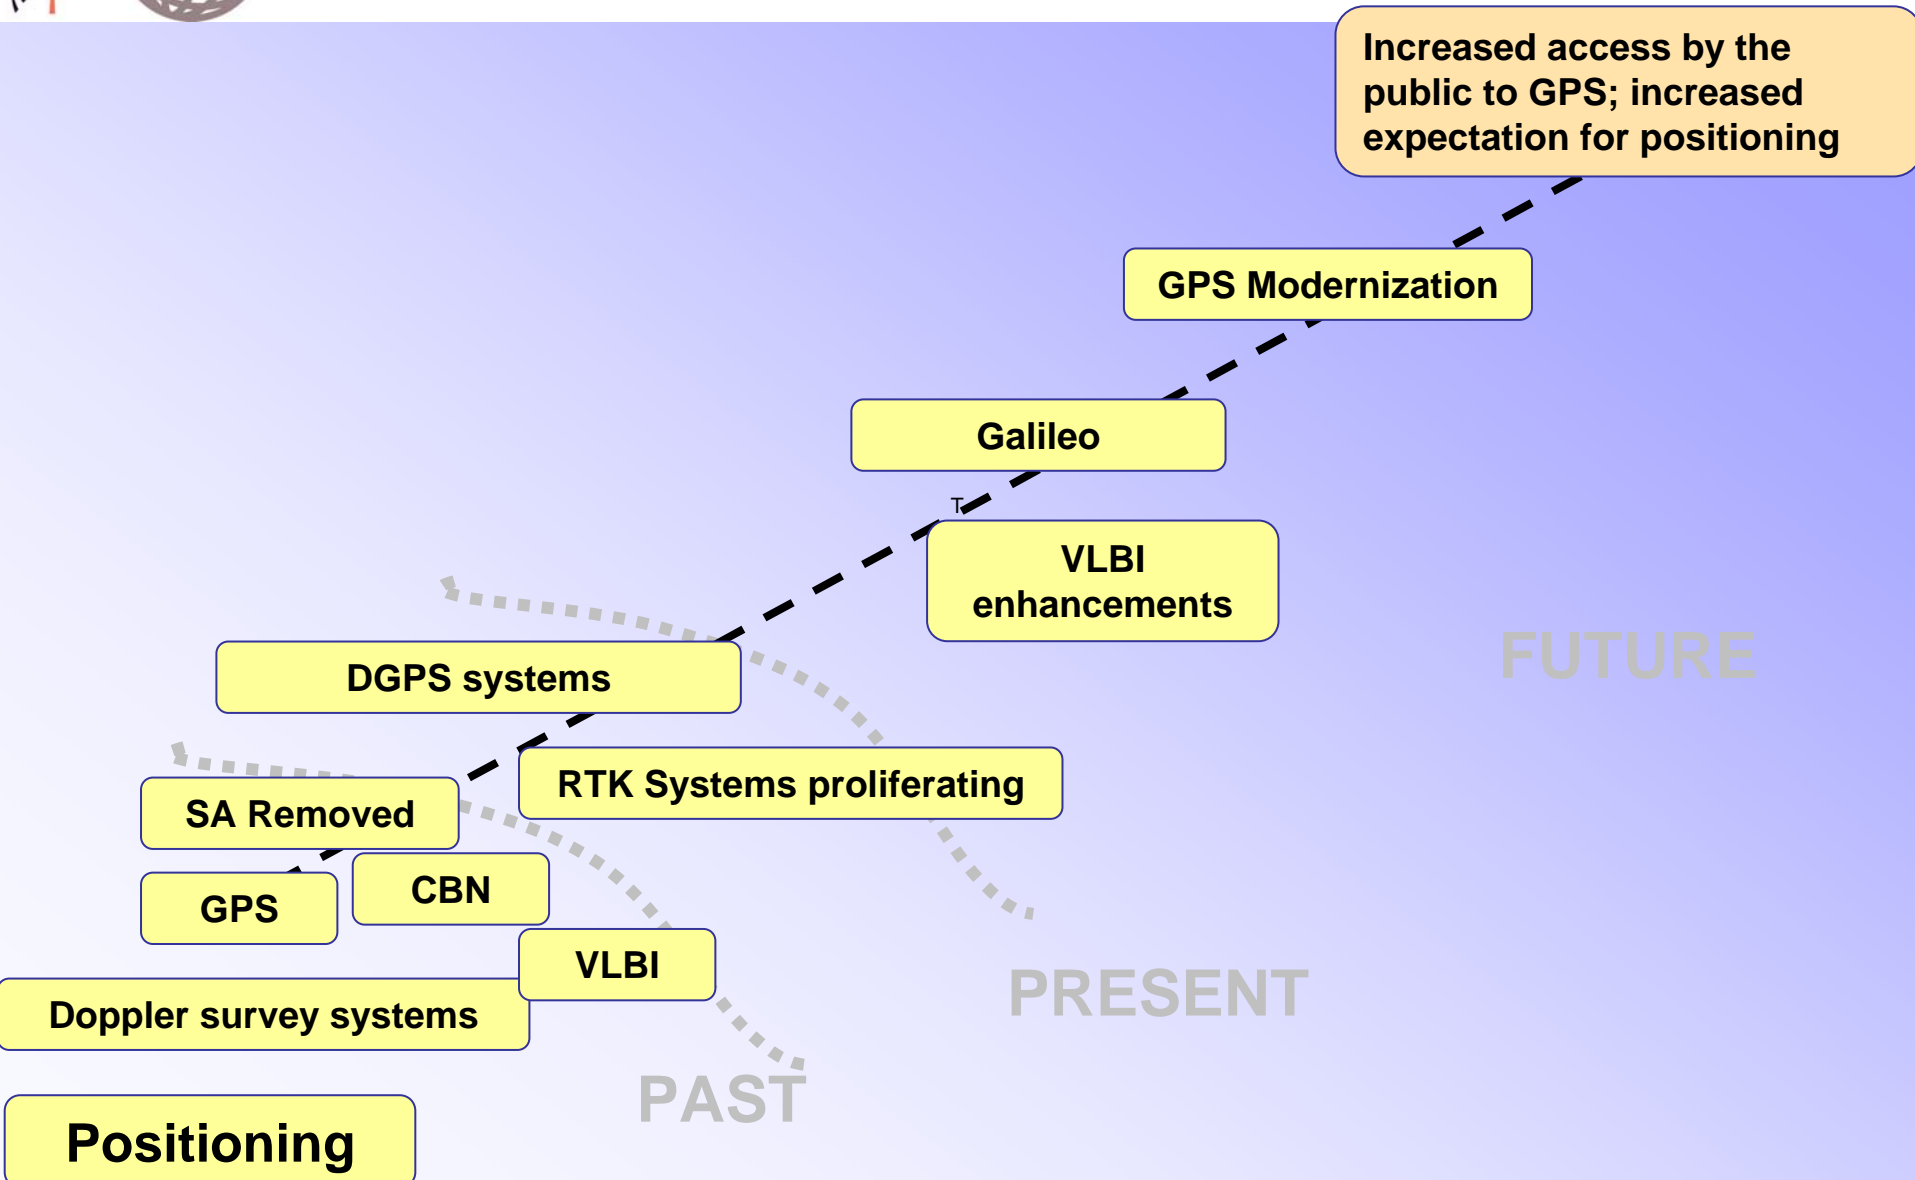 Increased access by the
public to GPS; increased
expectation for positioning
GPS Modernization
Galileo
T
VLBI
enhancements
FUTURE
DGPS systems
RTK Systems proliferating
SA Removed
CBN
GPS
VLBI
PRESENT
Doppler survey systems
PAST
Positioning